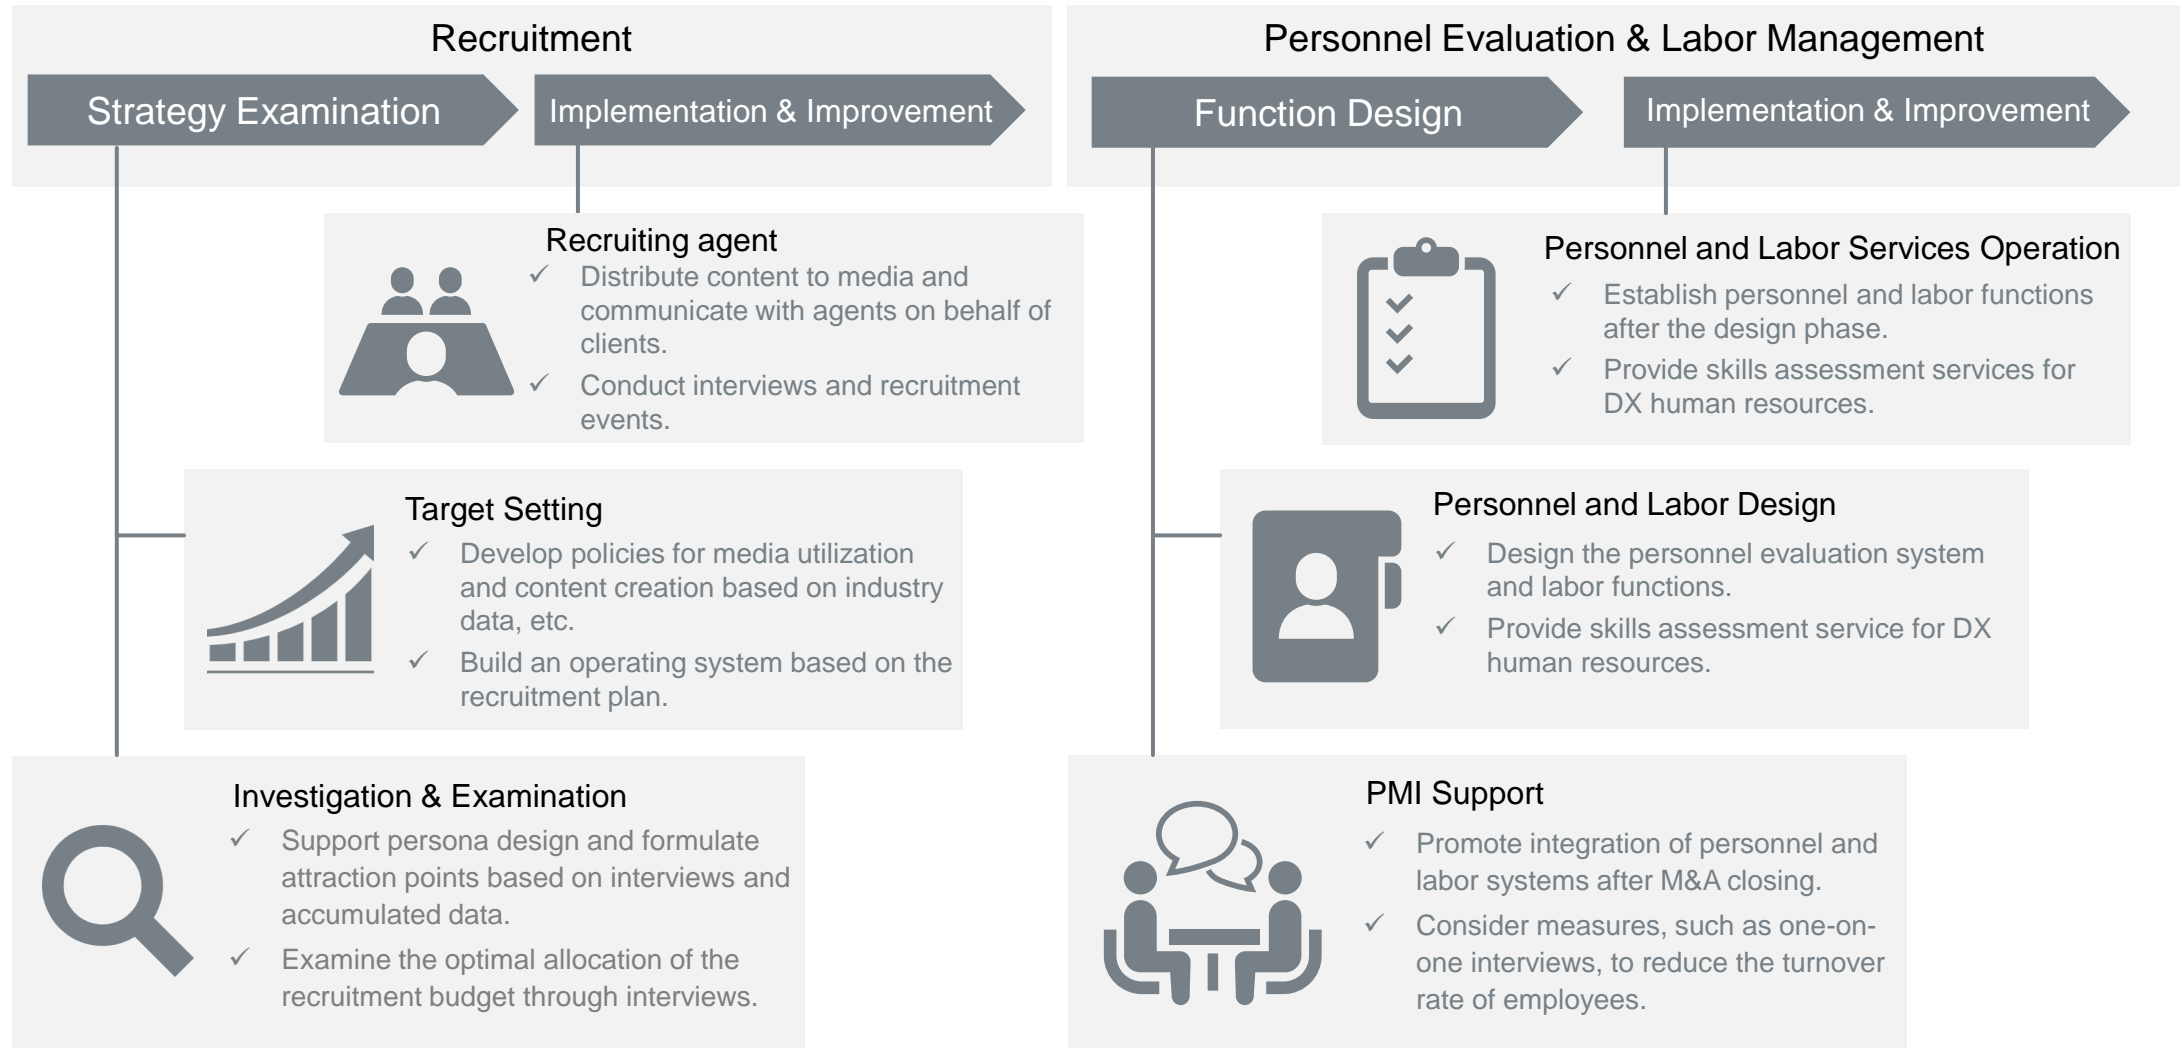 Recruitment
Strategy Examination
Implementation & Improvement
Recruiting agent
✓ Distribute content to media and
communicate with agents on behalf of
clients.
✓ Conduct interviews and recruitment
events.
Target Setting
✓ Develop policies for media utilization
and content creation based on industry
data, etc.
✓ Build an operating system based on the
recruitment plan.
Investigation & Examination
✓ Support persona design and formulate
attraction points based on interviews and
accumulated data.
✓ Examine the optimal allocation of the
recruitment budget through interviews.
Personnel Evaluation & Labor Management
Function Design
Implementation & Improvement
Personnel and Labor Services Operation
✓ Establish personnel and labor functions
after the design phase.
✓ Provide skills assessment services for
DX human resources.
Personnel and Labor Design
✓ Design the personnel evaluation system
and labor functions.
✓ Provide skills assessment service for DX
human resources.
PMI Support
✓ Promote integration of personnel and
labor systems after M&A closing.
✓ Consider measures, such as one-on-
one interviews, to reduce the turnover
rate of employees.